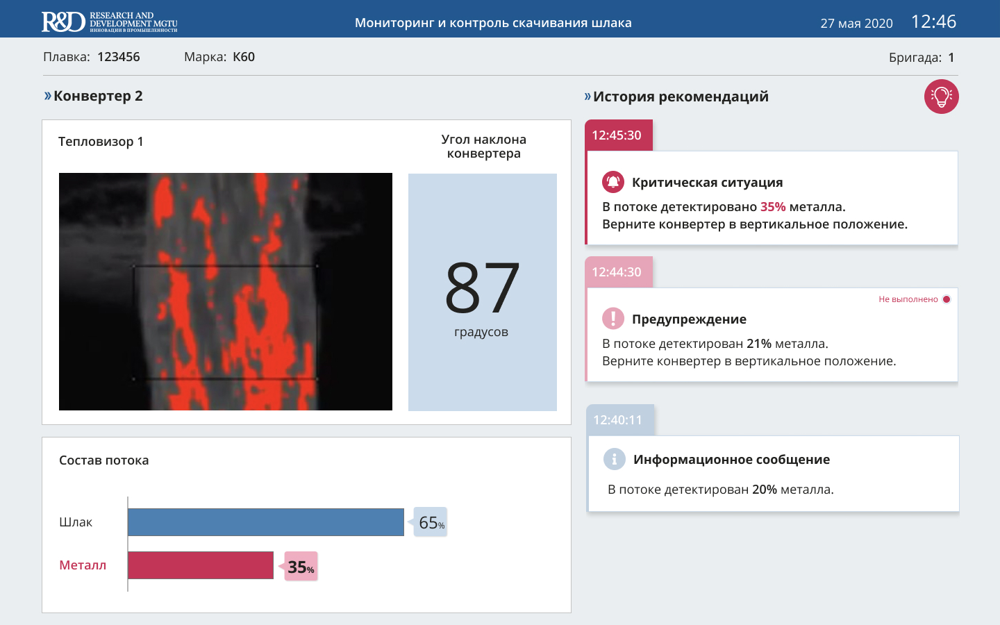 R&D
RESEARCH AND
DEVELOPMENT MGTU
ИННОВАЦИИ В ПРОМЫШЛЕННОСТИ
Мониторинг и контроль скачивания шлака
27 мая 2020 12:46
Плавка: 123456 Марка: К60 Бригада: 1
» Конвертер 2
Тепловизор 1
Угол наклона
конвертера
87
градусов
Состав потока
Шлак 65%
Металл 35%
» История рекомендаций
12:45:30
Критическая ситуация
В потоке детектировано 35% металла.
Верните конвертер в вертикальное положение.
12:44:30
Не выполнено
Предупреждение
В потоке детектирован 21% металла.
Верните конвертер в вертикальное положение.
12:40:11
Информационное сообщение
В потоке детектирован 20% металла.